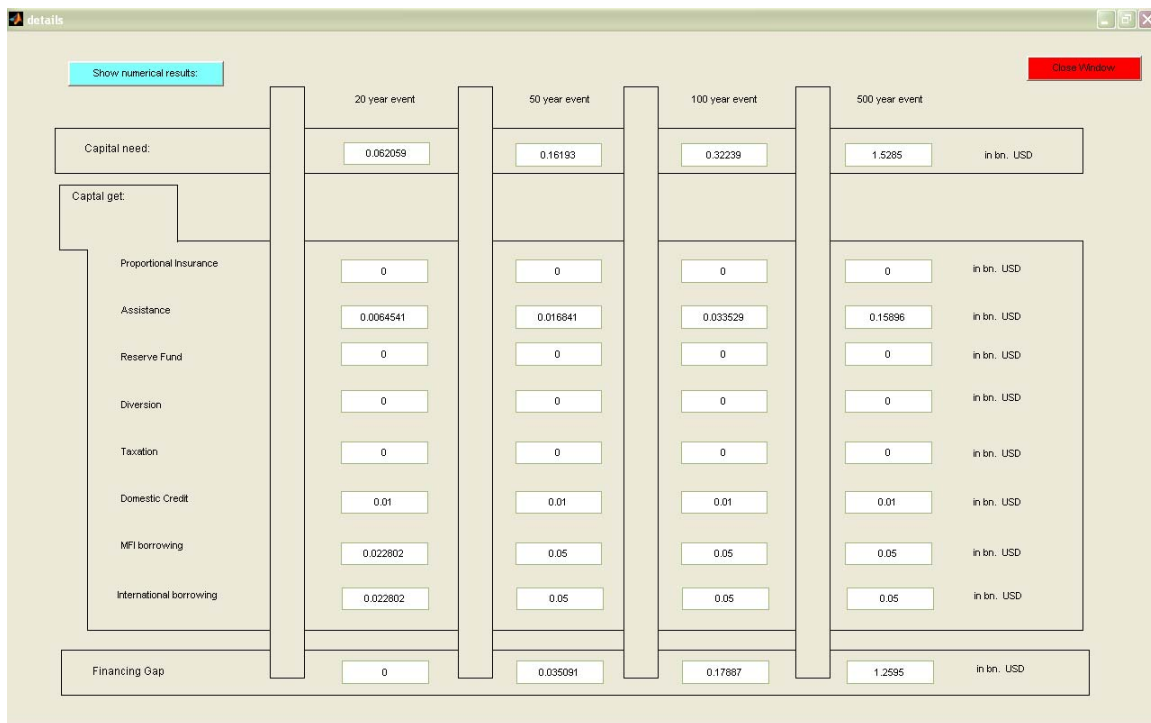 details
Show numerical results:
Close Window
20 year event 50 year event 100 year event 500 year event
Capital need: 0.062059 0.16193 0.32239 1.5285 in bn. USD
Captal get:
Proportional Insurance 0 0 0 0 in bn. USD
Assistance 0.0064541 0.016841 0.033529 0.15896 in bn. USD
Reserve Fund 0 0 0 0 in bn. USD
Diversion 0 0 0 0 in bn. USD
Taxation 0 0 0 0 in bn. USD
Domestic Credit 0.01 0.01 0.01 0.01 in bn. USD
MFI borrowing 0.022802 0.05 0.05 0.05 in bn. USD
International borrowing 0.022802 0.05 0.05 0.05 in bn. USD
Financing Gap 0 0.035091 0.17887 1.2595 in bn. USD